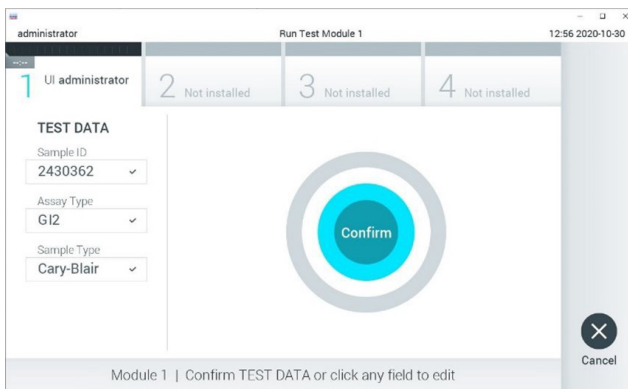 administrator Run Test Module 1 12:56 2020-10-30
--:--
1 UI administrator 2 Not installed 3 Not installed 4 Not installed
TEST DATA
Sample ID
2430362
Assay Type
GI2
Confirm
Sample Type
Cary-Blair
Cancel
Module 1 | Confirm TEST DATA or click any field to edit